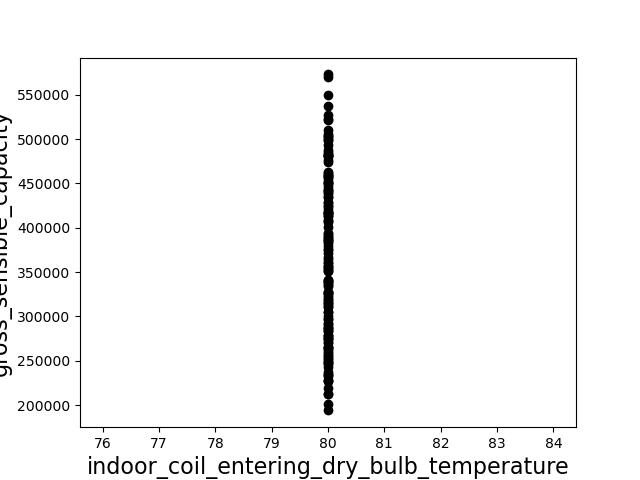 550000
500000
450000
400000
350000
300000
250000
200000
gross_sensible_capacity
76 77 78 79 80 81 82 83 84
indoor_coil_entering_dry_bulb_temperature